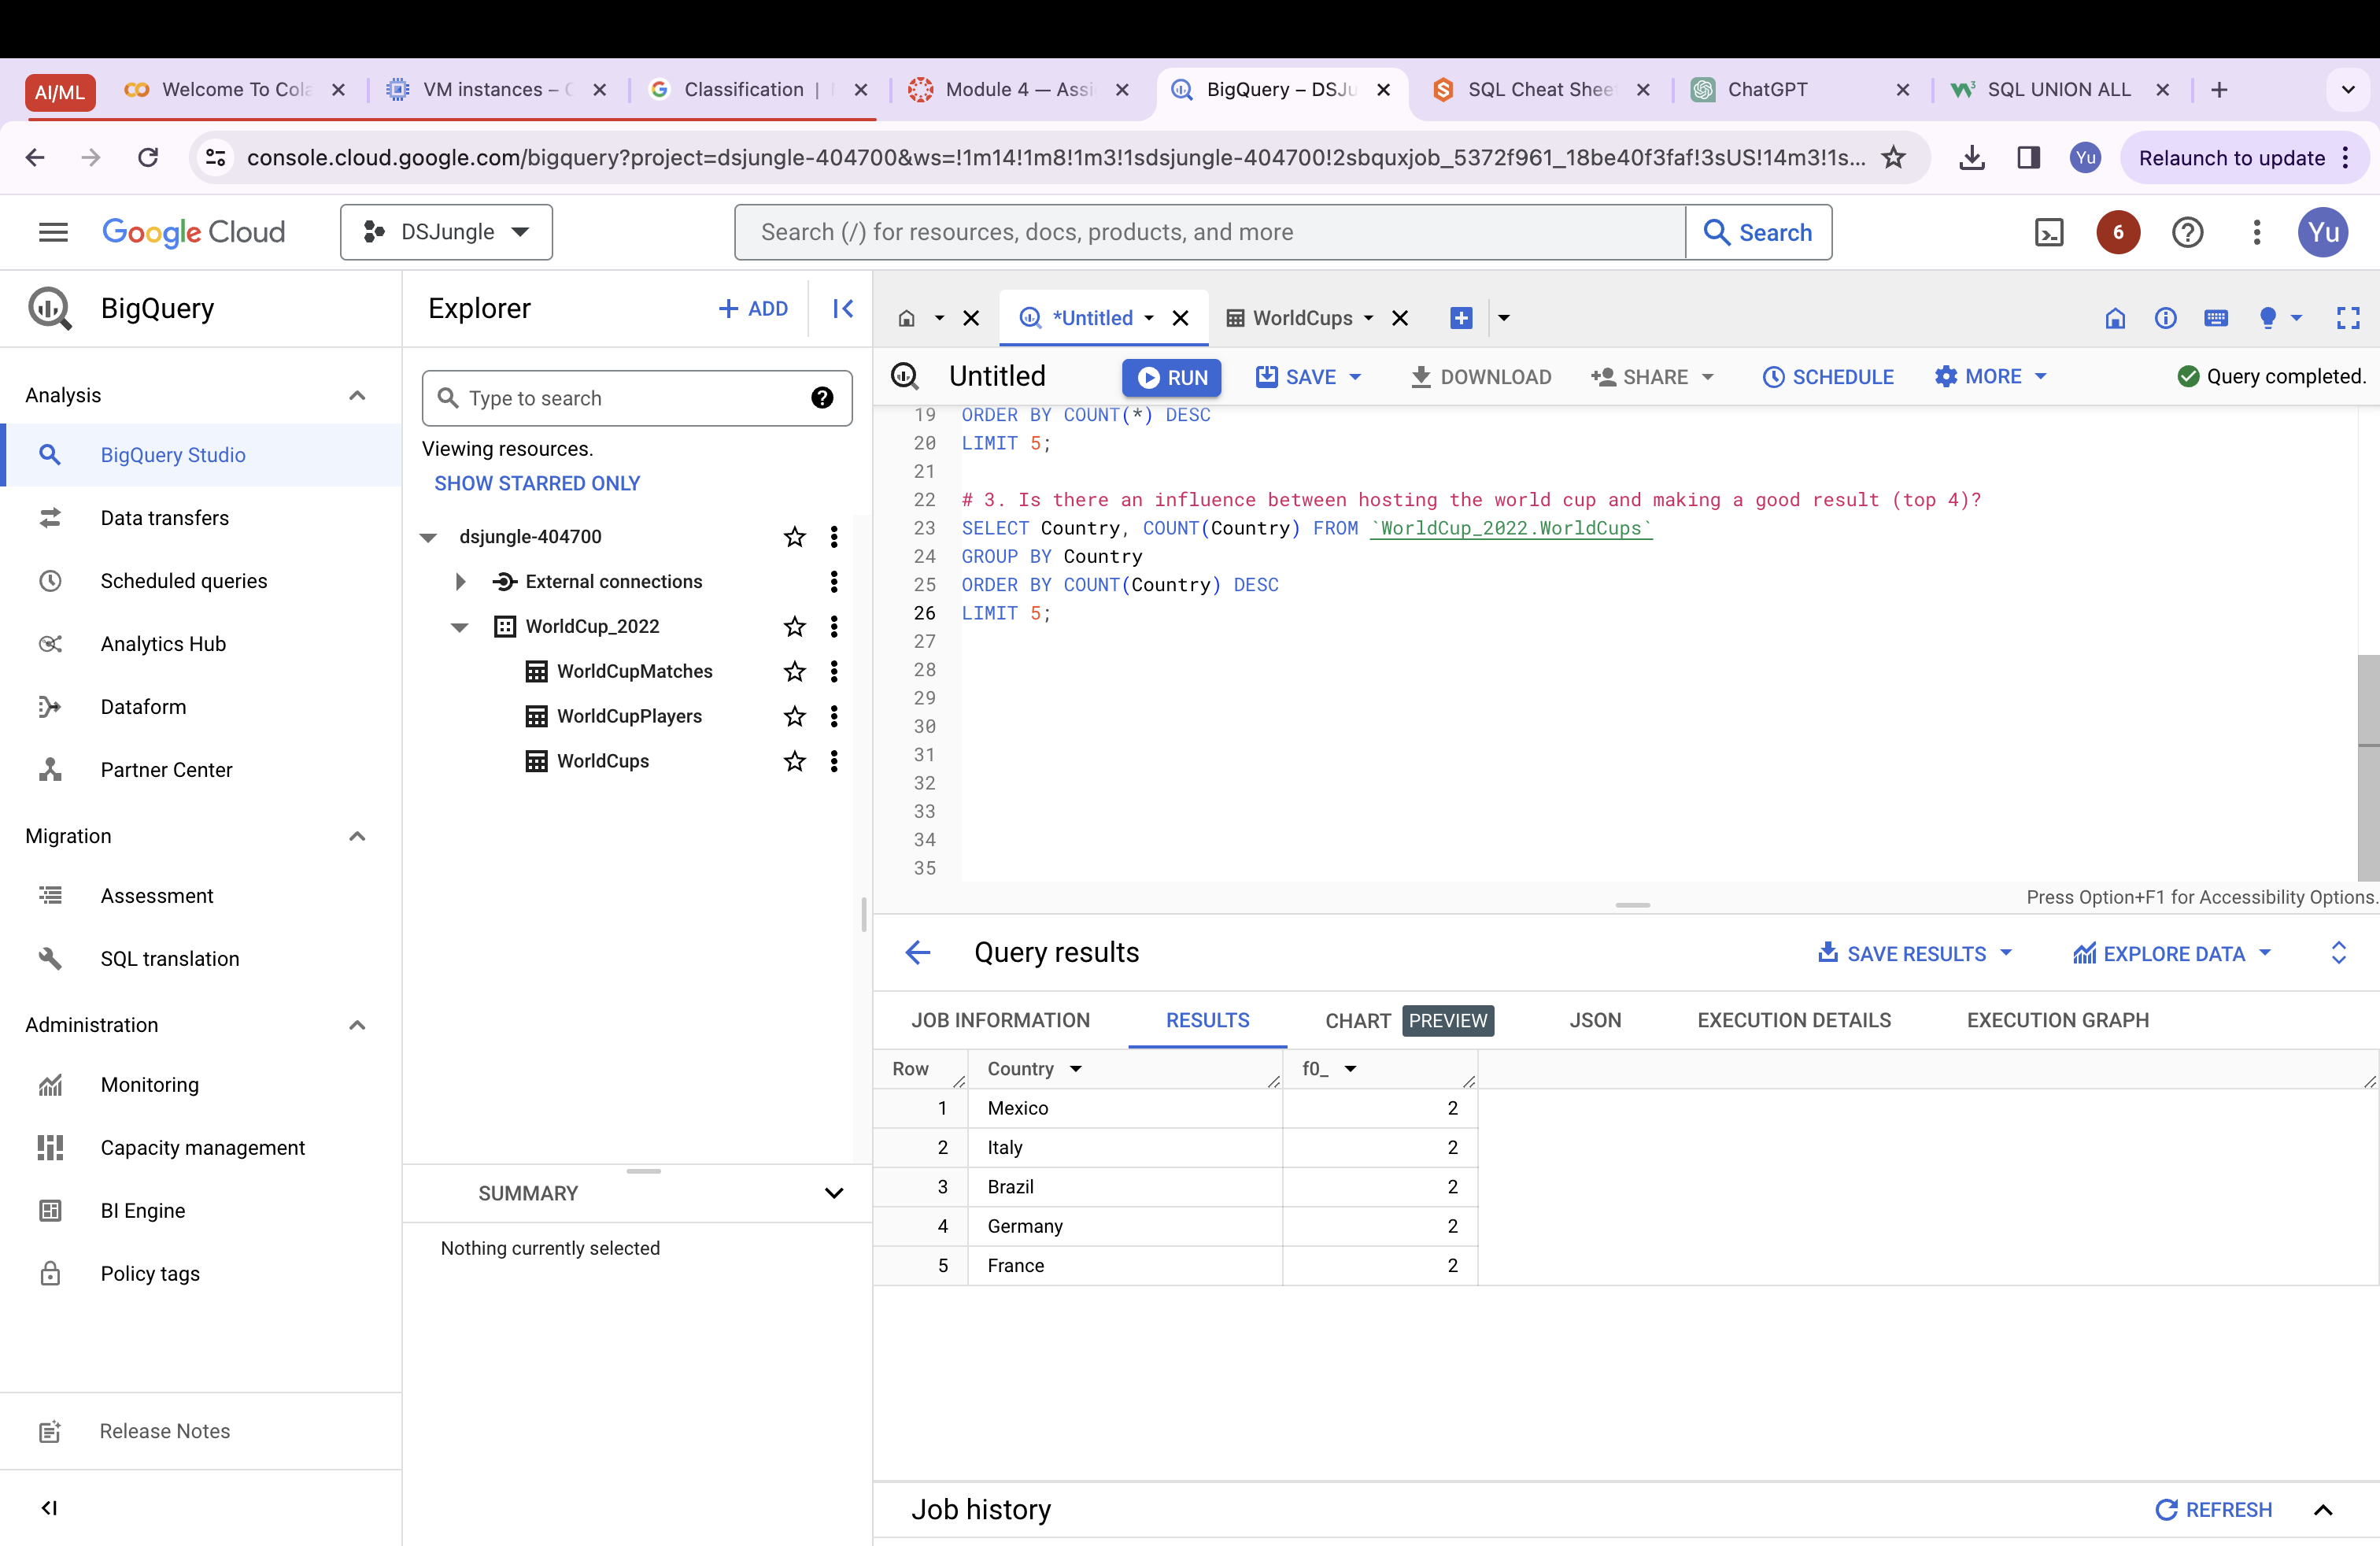 AI/ML
Welcome To Cola
VM instances – C
Classification |
Module 4 — Assi
BigQuery – DSJu
SQL Cheat Shee
ChatGPT
SQL UNION ALL
console.cloud.google.com/bigquery?project=dsjungle-404700&ws=!1m14!1m8!1m3!1sdsjungle-404700!2sbquxjob_5372f961_18be40f3faf!3sUS!14m3!1s...
Yu
Relaunch to update
Google Cloud
DSJungle
Search (/) for resources, docs, products, and more
Search
6
Yu
BigQuery
Analysis
BigQuery Studio
Data transfers
Scheduled queries
Analytics Hub
Dataform
Partner Center
Migration
Assessment
SQL translation
Administration
Monitoring
Capacity management
BI Engine
Policy tags
Release Notes
Explorer
+ ADD
Type to search
Viewing resources.
SHOW STARRED ONLY
dsjungle-404700
External connections
WorldCup_2022
WorldCupMatches
WorldCupPlayers
WorldCups
SUMMARY
Nothing currently selected
*Untitled
WorldCups
Untitled
RUN
SAVE
DOWNLOAD
SHARE
SCHEDULE
MORE
Query completed.
19 ORDER BY COUNT(*) DESC
20 LIMIT 5;
21
22 # 3. Is there an influence between hosting the world cup and making a good result (top 4)?
23 SELECT Country, COUNT(Country) FROM `WorldCup_2022.WorldCups`
24 GROUP BY Country
25 ORDER BY COUNT(Country) DESC
26 LIMIT 5;
27
28
29
30
31
32
33
34
35
Press Option+F1 for Accessibility Options.
Query results
SAVE RESULTS
EXPLORE DATA
JOB INFORMATION
RESULTS
CHART PREVIEW
JSON
EXECUTION DETAILS
EXECUTION GRAPH
Row Country f0_
1 Mexico 2
2 Italy 2
3 Brazil 2
4 Germany 2
5 France 2
Job history
REFRESH